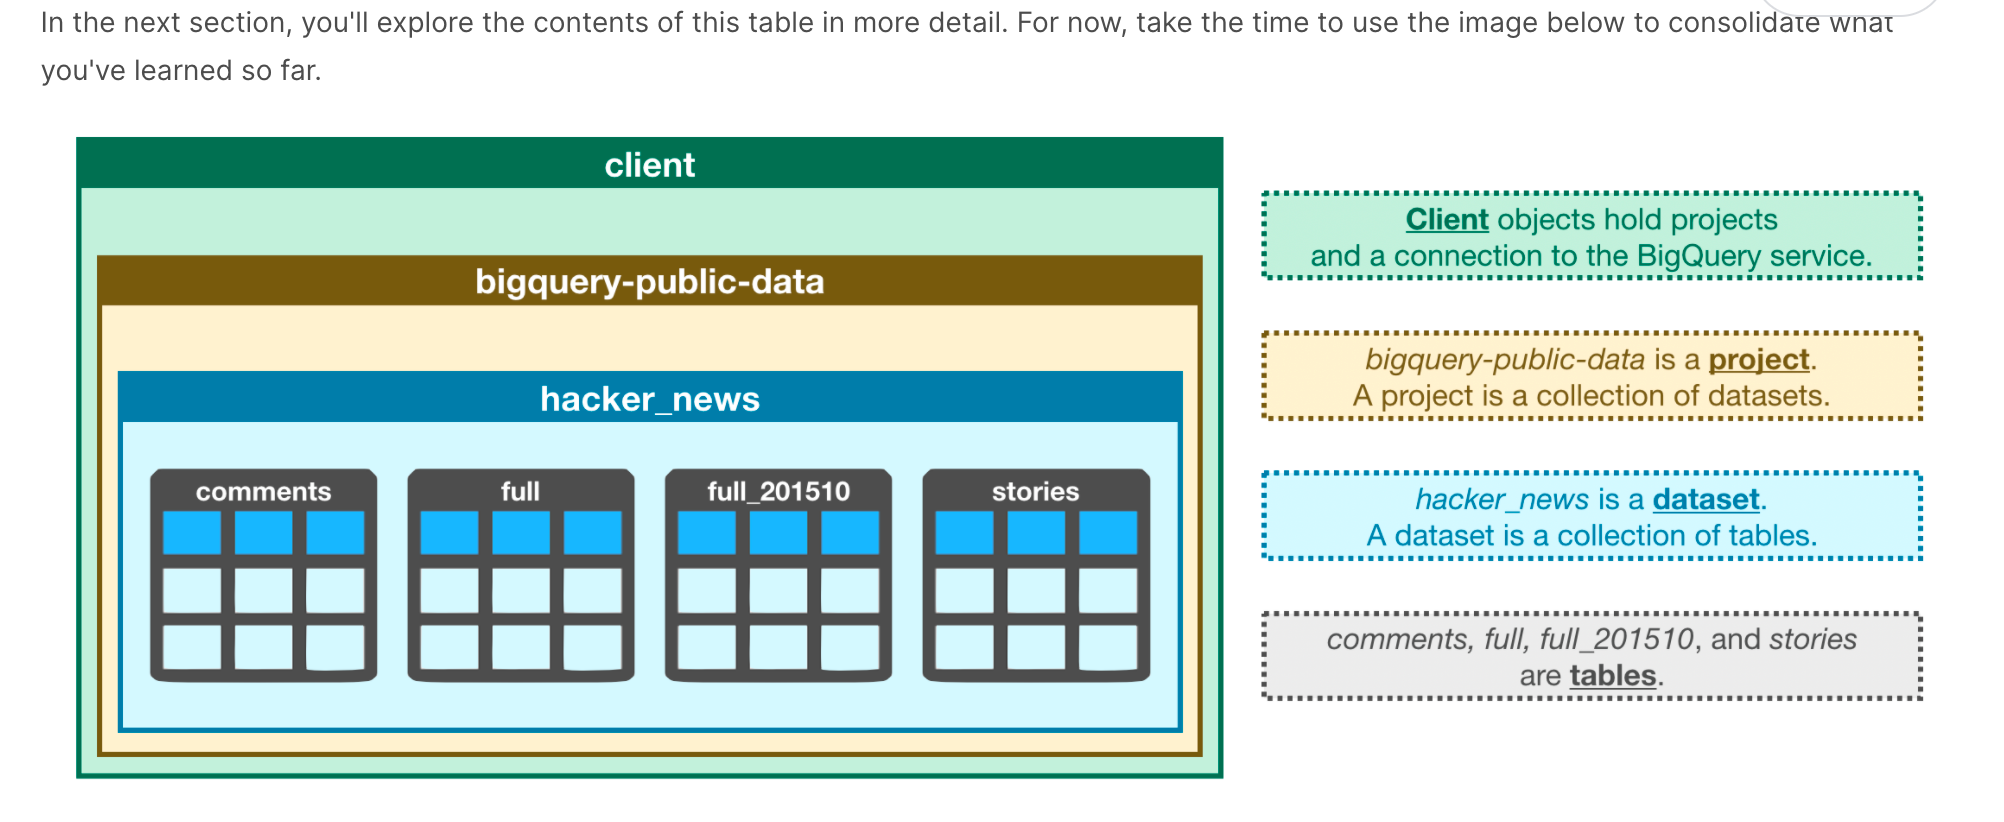 In the next section, you'll explore the contents of this table in more detail. For now, take the time to use the image below to consolidate what
you've learned so far.
client
bigquery-public-data
hacker_news
comments
full
full_201510
stories
Client objects hold projects
and a connection to the BigQuery service.
bigquery-public-data is a project.
A project is a collection of datasets.
hacker_news is a dataset.
A dataset is a collection of tables.
comments, full, full_201510, and stories
are tables.